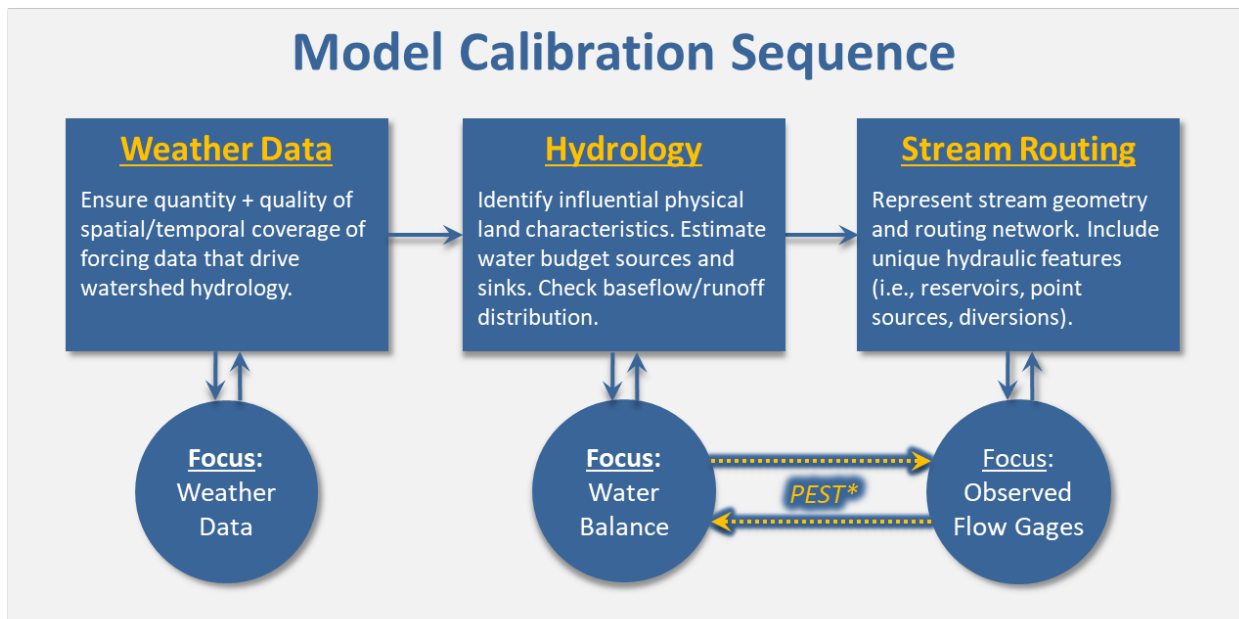 Model Calibration Sequence
Weather Data
Ensure quantity + quality of
spatial/temporal coverage of
forcing data that drive
watershed hydrology.
Hydrology
Identify influential physical
land characteristics. Estimate
water budget sources and
sinks. Check baseflow/runoff
distribution.
Stream Routing
Represent stream geometry
and routing network. Include
unique hydraulic features
(i.e., reservoirs, point
sources, diversions).
Focus:
Weather
Data
Focus:
Water
Balance
PEST*
Focus:
Observed
Flow Gages